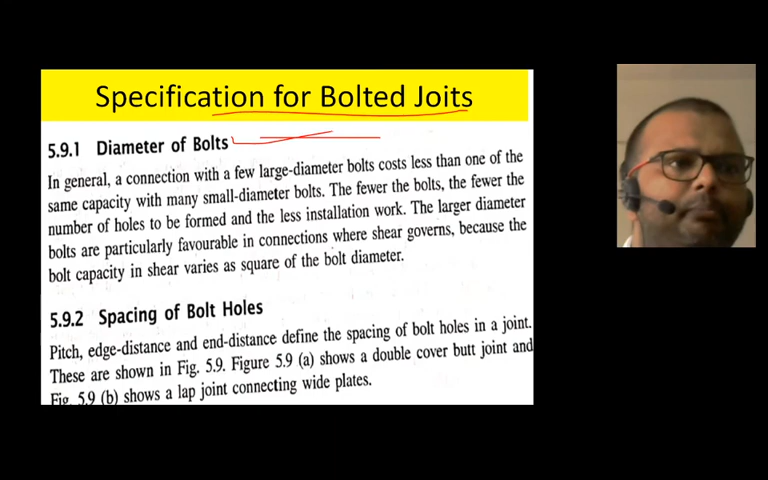 Specification for Bolted Joits
5.9.1 Diameter of Bolts
In general, a connection with a few large-diameter bolts costs less than one of the
same capacity with many small-diameter bolts. The fewer the bolts, the fewer the
number of holes to be formed and the less installation work. The larger diameter
bolts are particularly favourable in connections where shear governs, because the
bolt capacity in shear varies as square of the bolt diameter.
5.9.2 Spacing of Bolt Holes
Pitch, edge-distance and end-distance define the spacing of bolt holes in a joint.
These are shown in Fig. 5.9. Figure 5.9 (a) shows a double cover butt joint and
Fig. 5.9 (b) shows a lap joint connecting wide plates.